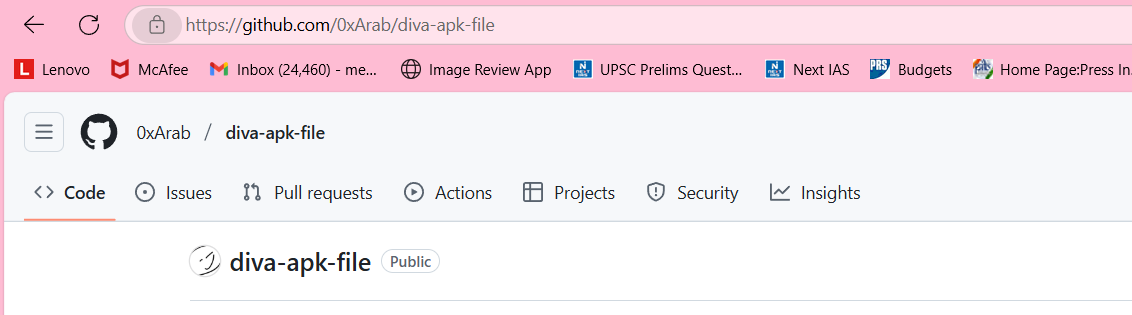 https://github.com/0xArab/diva-apk-file
Lenovo McAfee Inbox (24,460) - me... Image Review App UPSC Prelims Quest... Next IAS PRS Budgets Home Page:Press In
0xArab / diva-apk-file
Code Issues Pull requests Actions Projects Security Insights
diva-apk-file Public